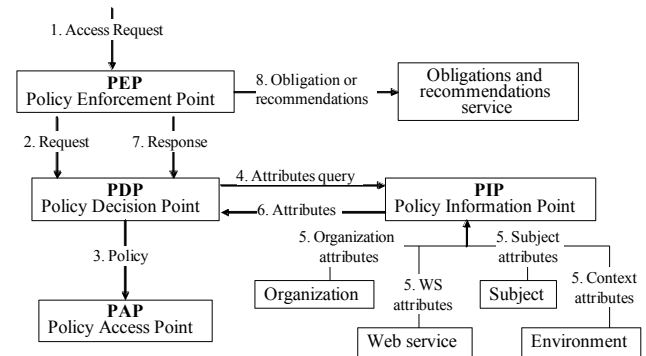 1. Access Request
PEP
Policy Enforcement Point
8. Obligation or
recommendations
Obligations and
recommendations
service
2. Request
7. Response
PDP
Policy Decision Point
4. Attributes query
6. Attributes
PIP
Policy Information Point
3. Policy
5. Organization
attributes
5. Subject
attributes
5. WS
attributes
5. Context
attributes
Organization
Subject
PAP
Policy Access Point
Web service
Environment